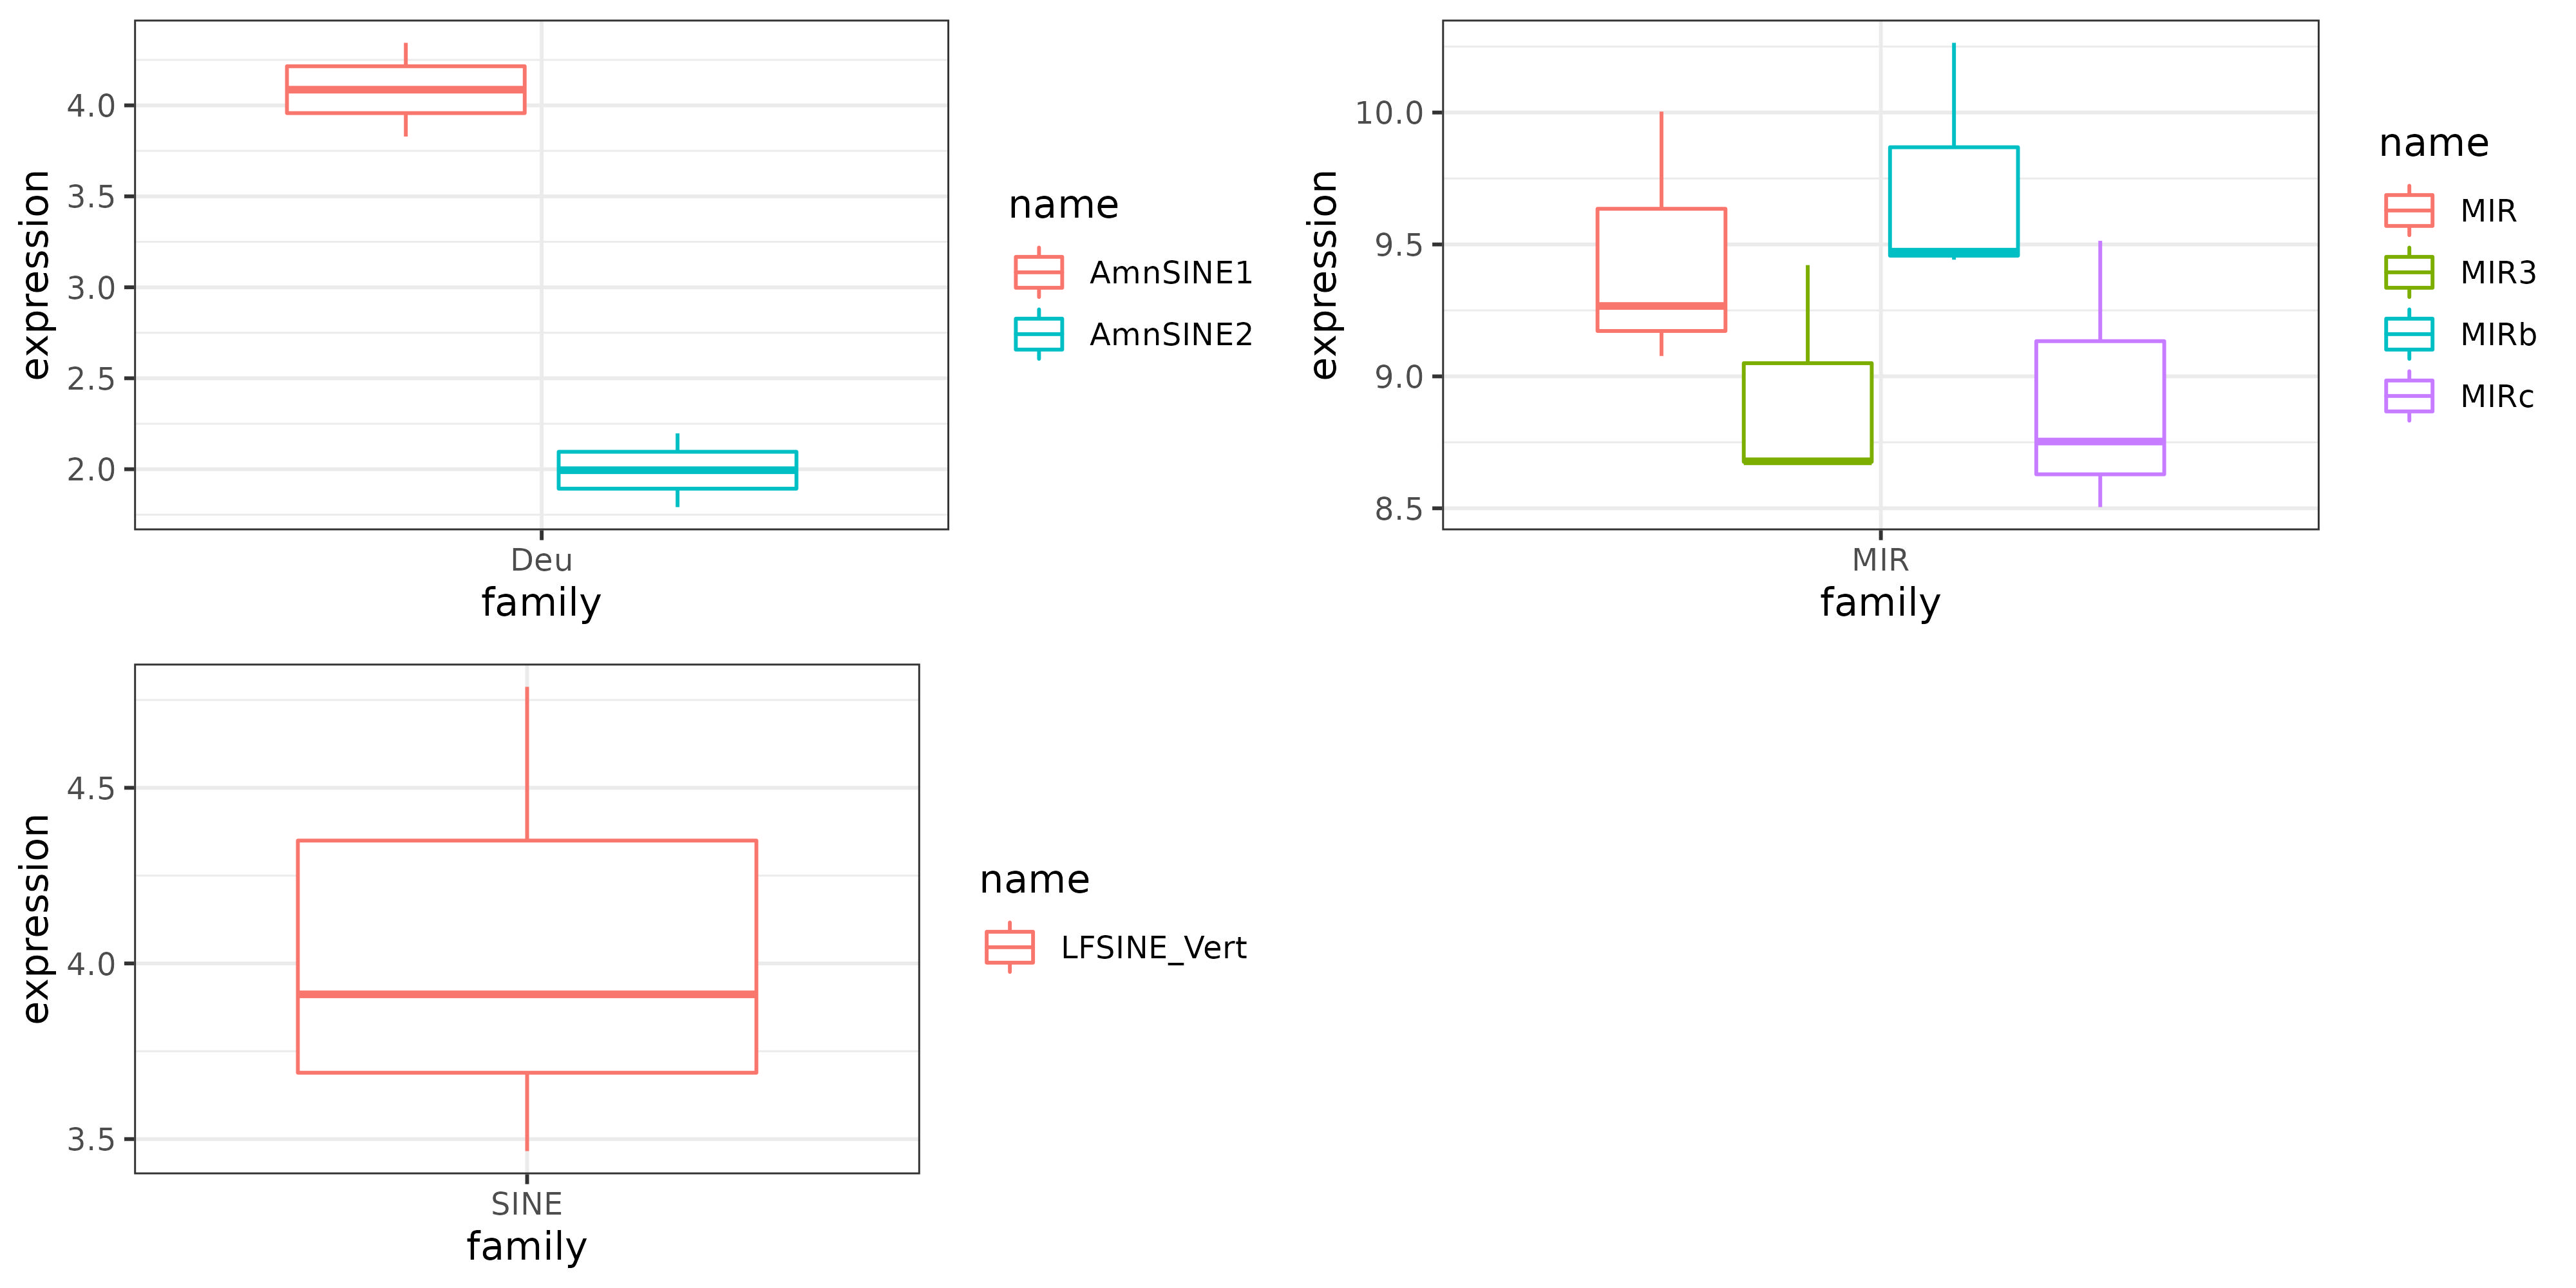 expression
4.0
3.5
3.0
2.5
2.0
Deu
family
name
AmnSINE1
AmnSINE2
expression
10.0
9.5
9.0
8.5
MIR
family
name
MIR
MIR3
MIRb
MIRc
expression
4.5
4.0
3.5
SINE
family
name
LFSINE_Vert